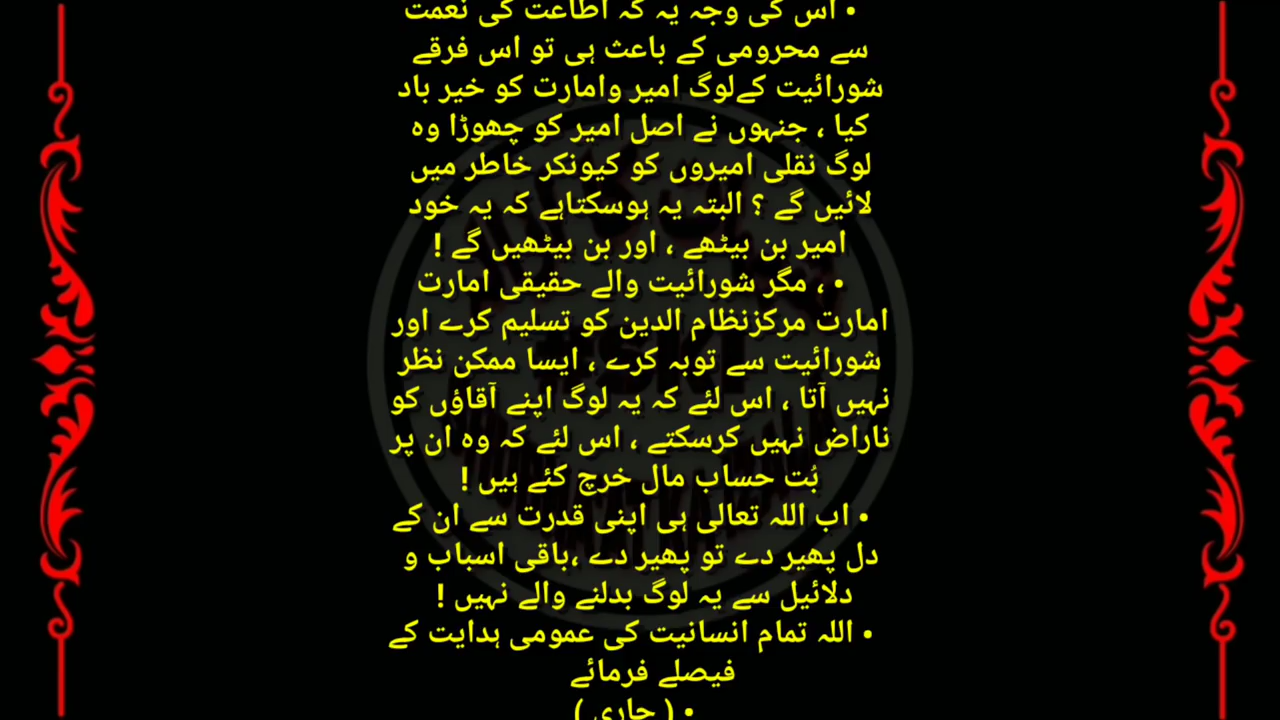 • اس کی وجہ یہ کہ اطاعت کی نعمت
سے محرومی کے باعث ہی تو اس فرقے
شورائیت کےلوگ امیر وامارت کو خیر باد
کیا ، جنہوں نے اصل امیر کو چھوڑا وہ
لوگ نقلی امیروں کو کیونکر خاطر میں
لائیں گے ؟ البتہ یہ ہوسکتاہے کہ یہ خود
امیر بن بیٹھے ، اور بن بیٹھیں گے !
• ، مگر شورائیت والے حقیقی امارت
امارت مرکزنظام الدین کو تسلیم کرے اور
شورائیت سے توبہ کرے ، ایسا ممکن نظر
نہیں آتا ، اس لئے کہ یہ لوگ اپنے آقاؤں کو
ناراض نہیں کرسکتے ، اس لئے کہ وہ ان پر
بُت حساب مال خرچ کئے ہیں !
• اب اللہ تعالی ہی اپنی قدرت سے ان کے
دل پھیر دے تو پھیر دے ،باقی اسباب و
دلائیل سے یہ لوگ بدلنے والے نہیں !
• اللہ تمام انسانیت کی عمومی ہدایت کے
فیصلے فرمائے
• ( جاری )